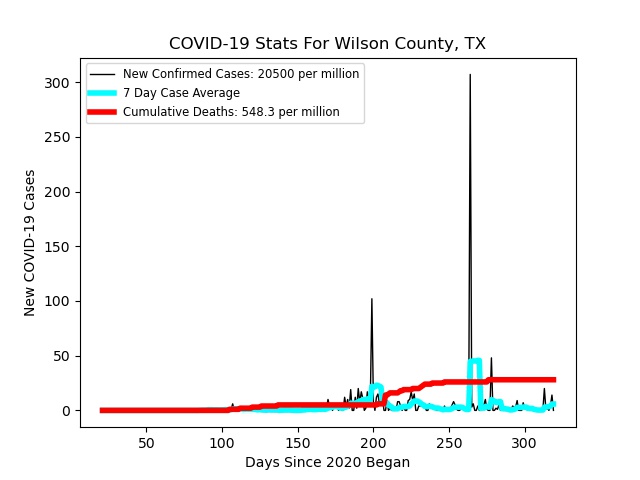 COVID-19 Stats For Wilson County, TX
New Confirmed Cases: 20500 per million
7 Day Case Average
Cumulative Deaths: 548.3 per million
New COVID-19 Cases
300
250
200
150
100
50
0
50 100 150 200 250 300
Days Since 2020 Began